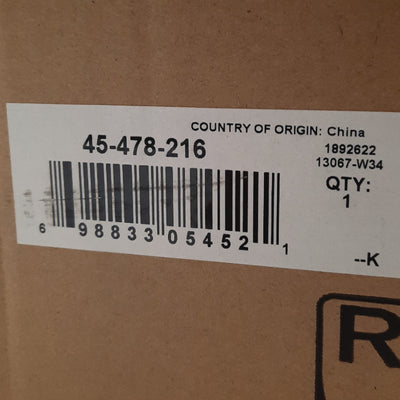 COUNTRY OF ORIGIN: China
45-478-216
1892622
13067-W34
QTY:
1
6 98833 05452 1
--K
R